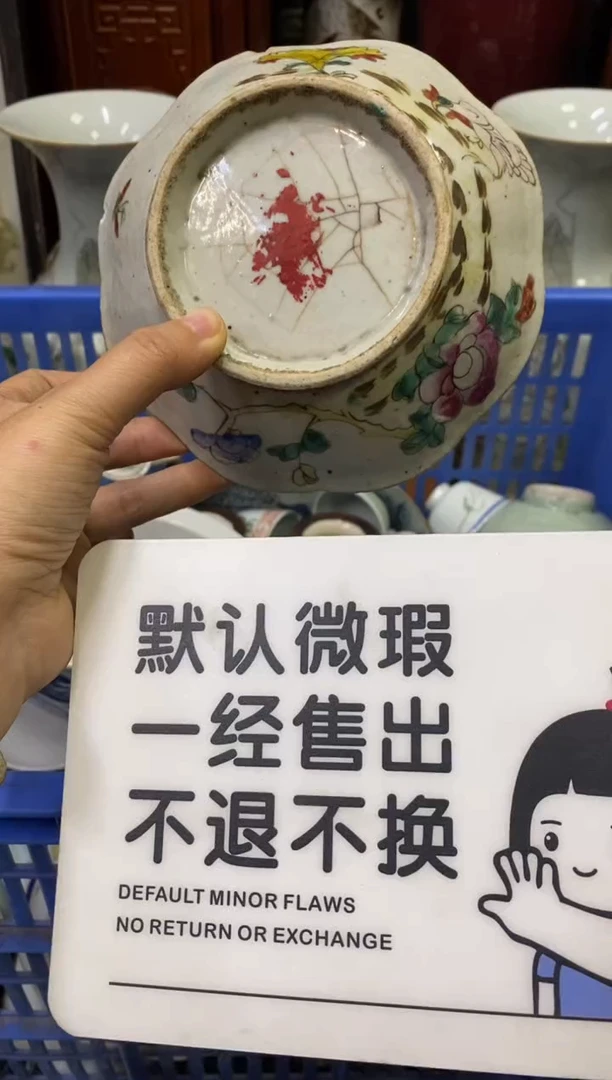 默认微瑕
一经售出
不退不换
DEFAULT MINOR FLAWS
NO RETURN OR EXCHANGE